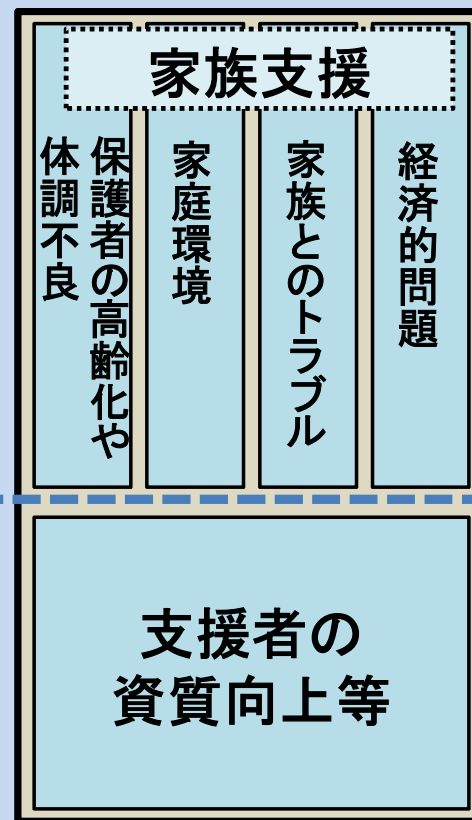 家族支援
経済的問題
家族とのトラブル
家庭環境
保護者の高齢化や
体調不良
支援者の
資質向上等